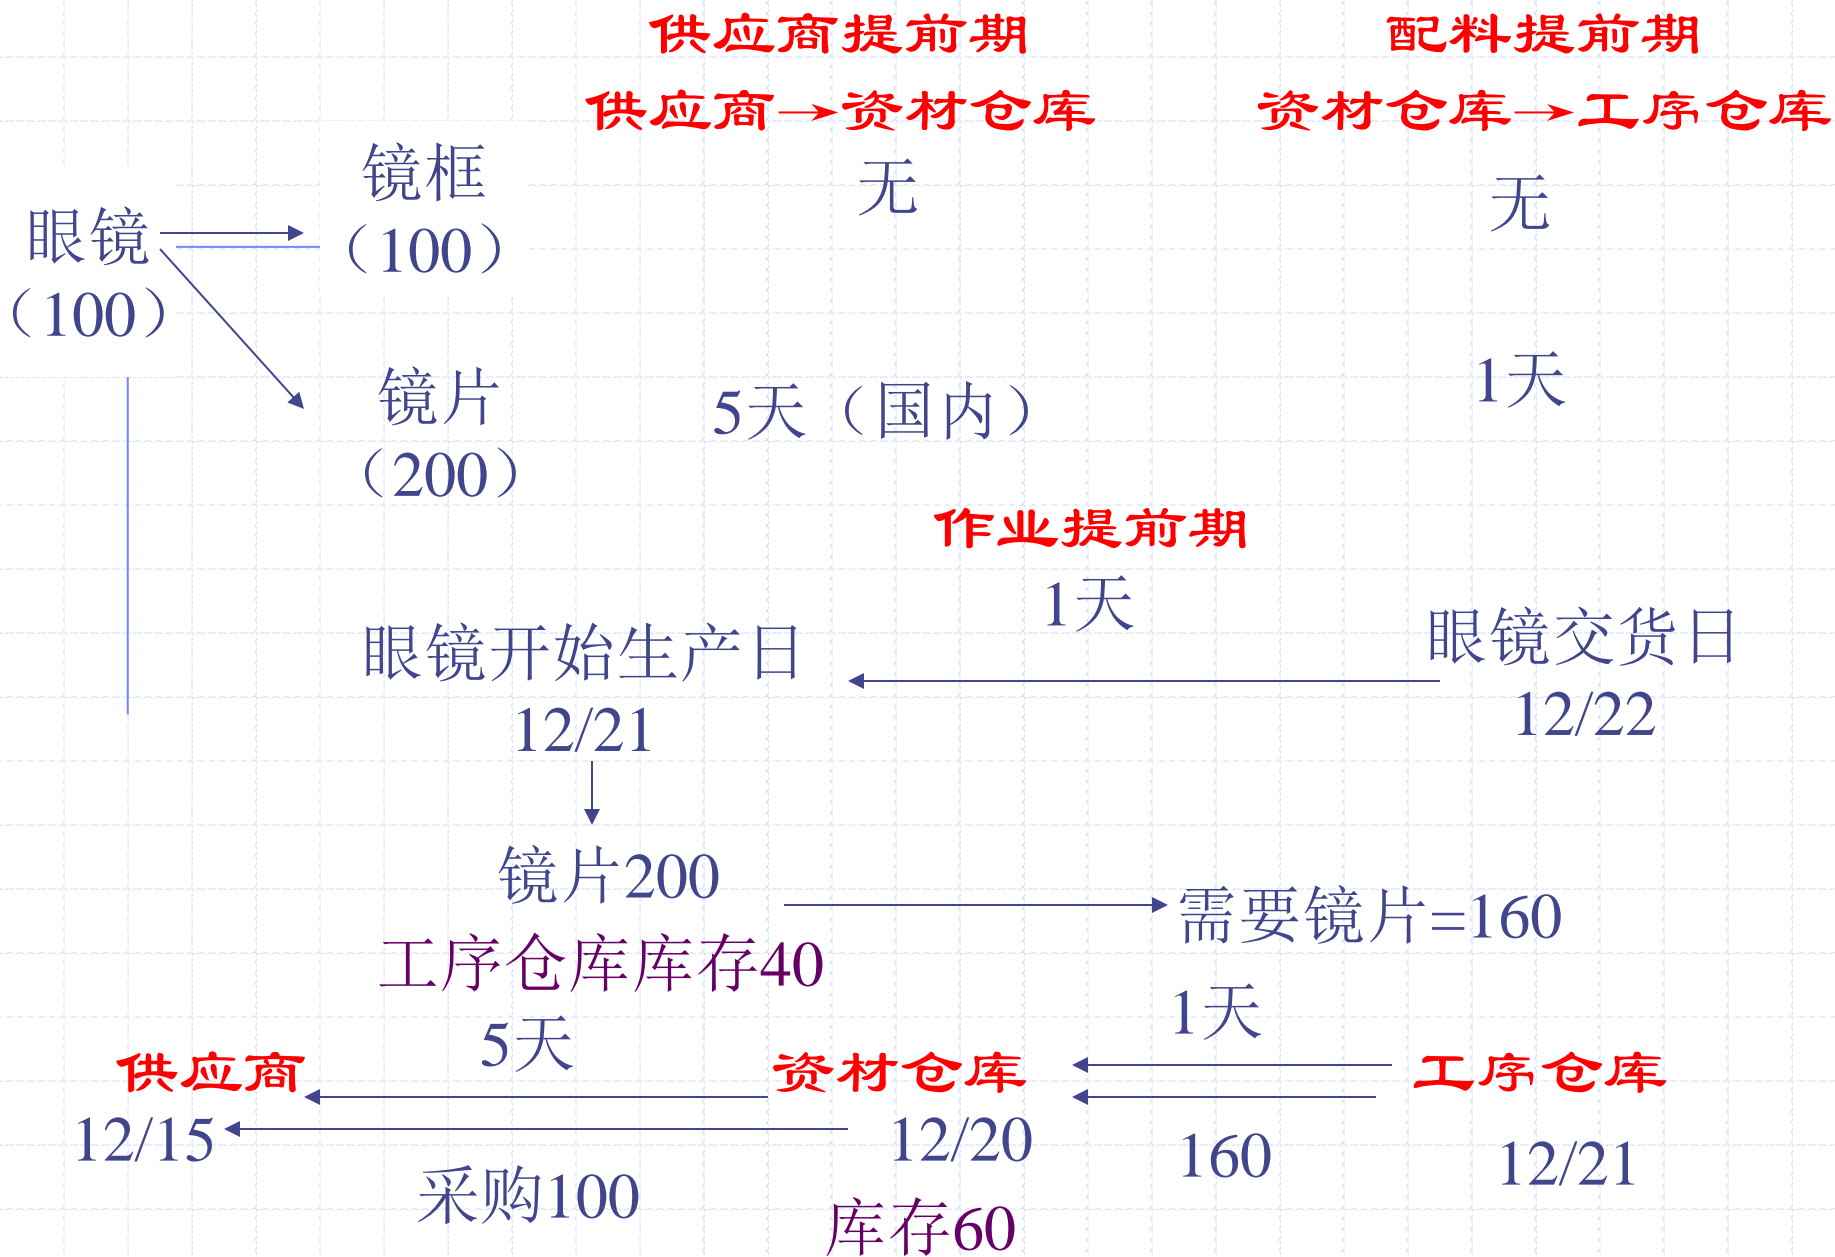 供应商提前期
配料提前期
供应商→资材仓库
资材仓库→工序仓库
眼镜
（100）
镜框
（100）
无
无
镜片
（200）
5天（国内）
1天
作业提前期
1天
眼镜开始生产日
12/21
眼镜交货日
12/22
镜片200
工序仓库库存40
需要镜片=160
5天
1天
供应商
资材仓库
工序仓库
12/15
12/20
160
12/21
采购100
库存60